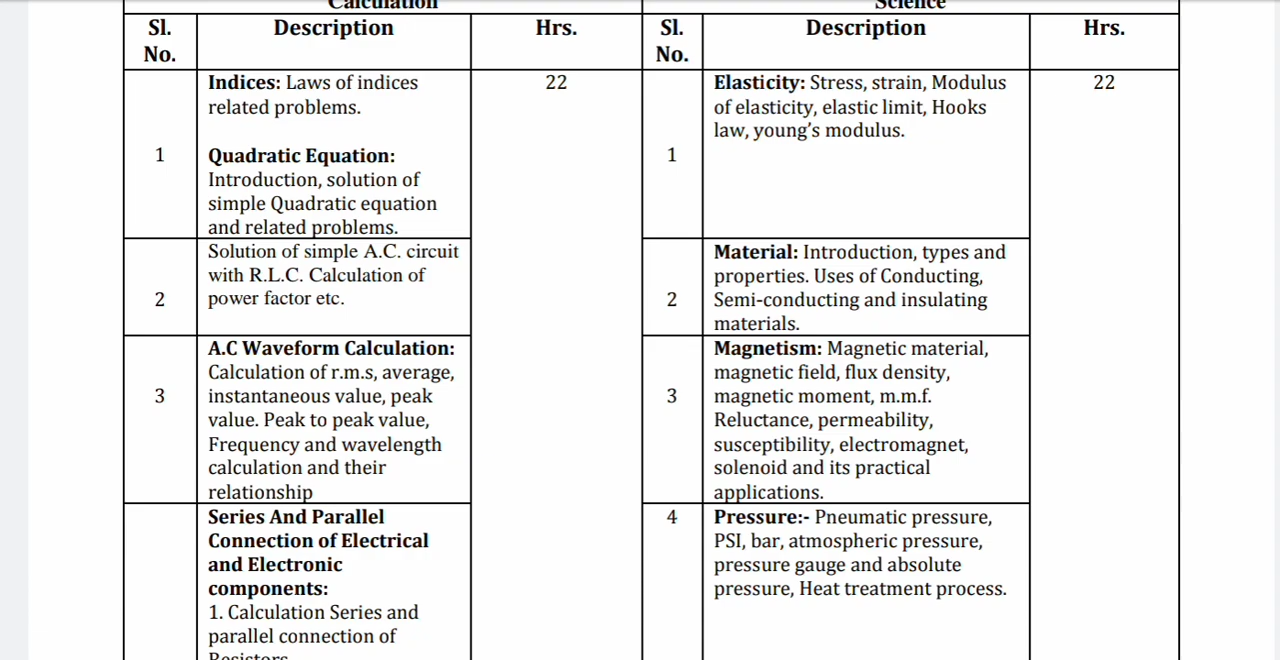 Calculation
Science
Sl.
No.
Description
Hrs.
Sl.
No.
Description
Hrs.
1
Indices: Laws of indices
related problems.
Quadratic Equation:
Introduction, solution of
simple Quadratic equation
and related problems.
22
1
Elasticity: Stress, strain, Modulus
of elasticity, elastic limit, Hooks
law, young’s modulus.
22
2
Solution of simple A.C. circuit
with R.L.C. Calculation of
power factor etc.
2
Material: Introduction, types and
properties. Uses of Conducting,
Semi-conducting and insulating
materials.
3
A.C Waveform Calculation:
Calculation of r.m.s, average,
instantaneous value, peak
value. Peak to peak value,
Frequency and wavelength
calculation and their
relationship
3
Magnetism: Magnetic material,
magnetic field, flux density,
magnetic moment, m.m.f.
Reluctance, permeability,
susceptibility, electromagnet,
solenoid and its practical
applications.
Series And Parallel
Connection of Electrical
and Electronic
components:
1. Calculation Series and
parallel connection of
Resistors
4
Pressure:- Pneumatic pressure,
PSI, bar, atmospheric pressure,
pressure gauge and absolute
pressure, Heat treatment process.